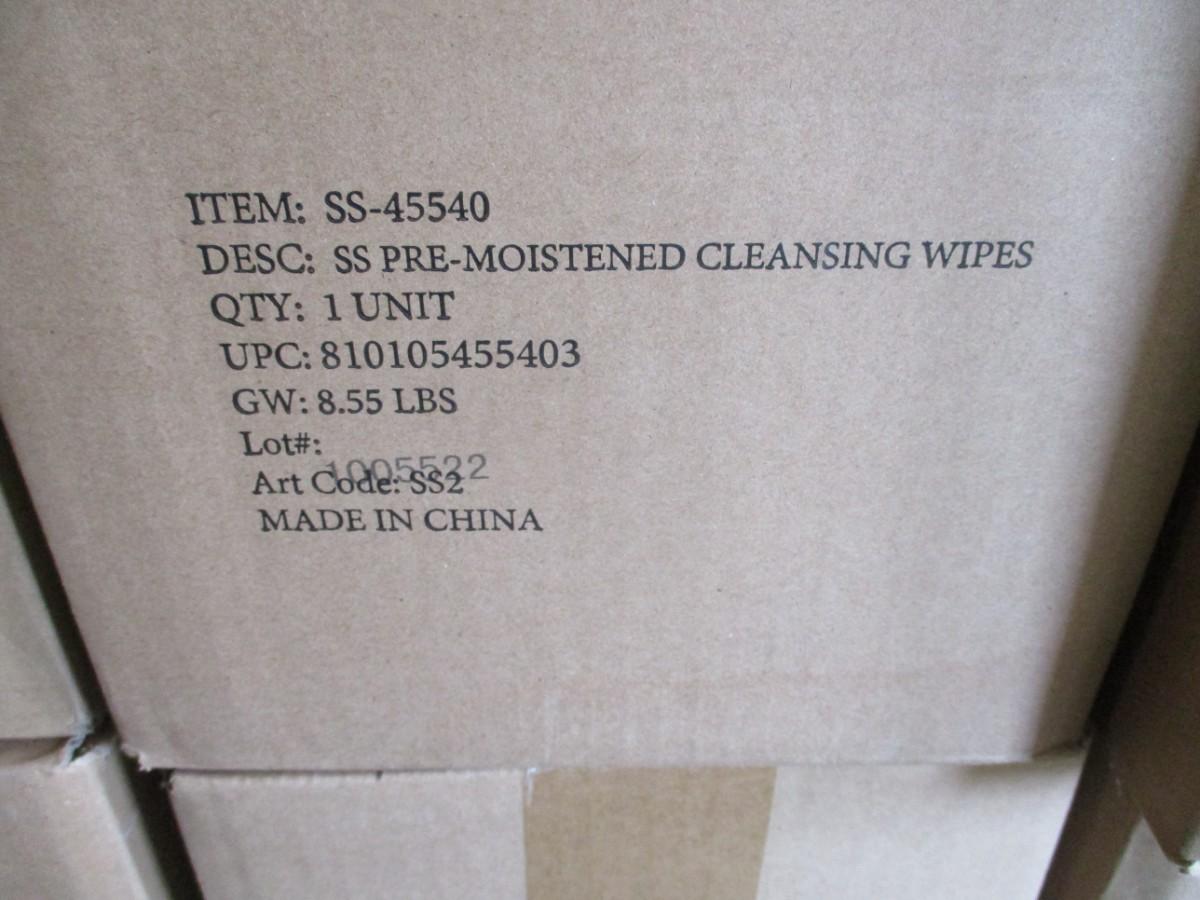 ITEM: SS-45540
DESC: SS PRE-MOISTENED CLEANSING WIPES
QTY: 1 UNIT
UPC: 810105455403
GW: 8.55 LBS
Lot#:
1005522
Art Code: SS2
MADE IN CHINA